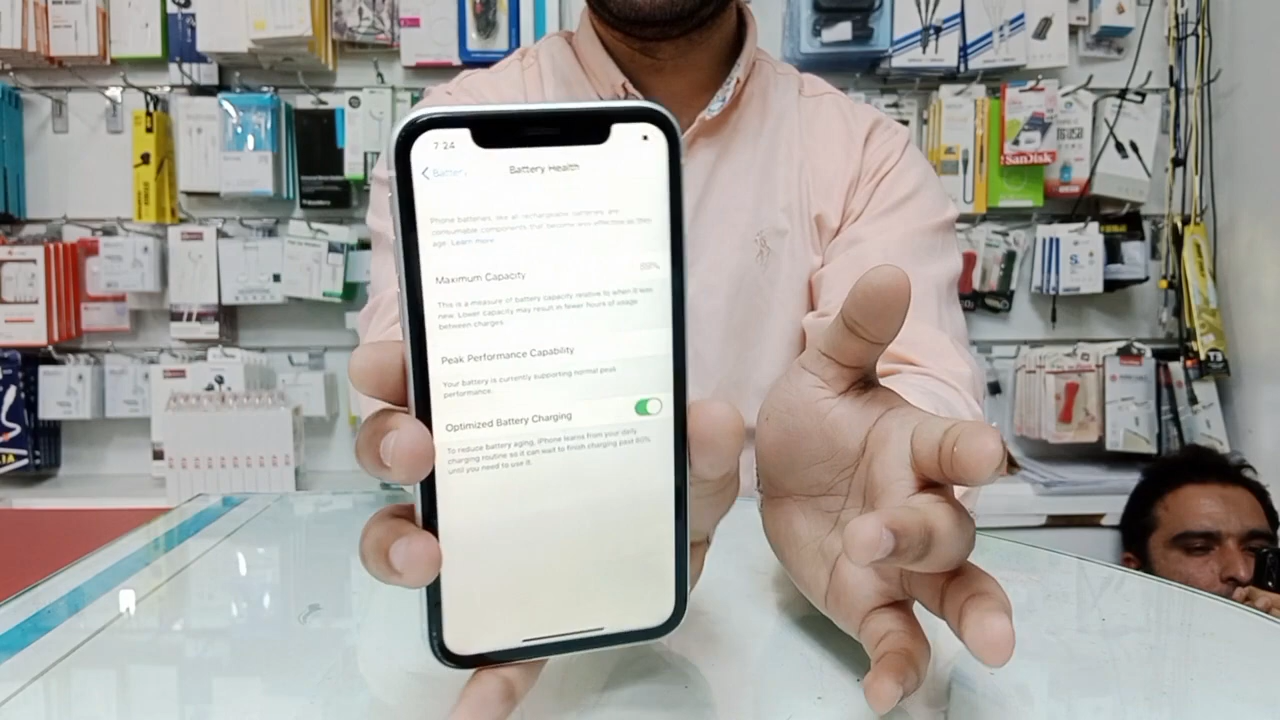 7:24
Battery
Battery Health
Phone batteries, like all rechargeable batteries, are
consumable components that become less effective as they
age. Learn more...
Maximum Capacity
This is a measure of battery capacity relative to when it was
new. Lower capacity may result in fewer hours of usage
between charges.
Peak Performance Capability
Your battery is currently supporting normal peak
performance.
Optimized Battery Charging
To reduce battery aging, iPhone learns from your daily
charging routine so it can wait to finish charging past 80%
until you need to use it.
SanDisk